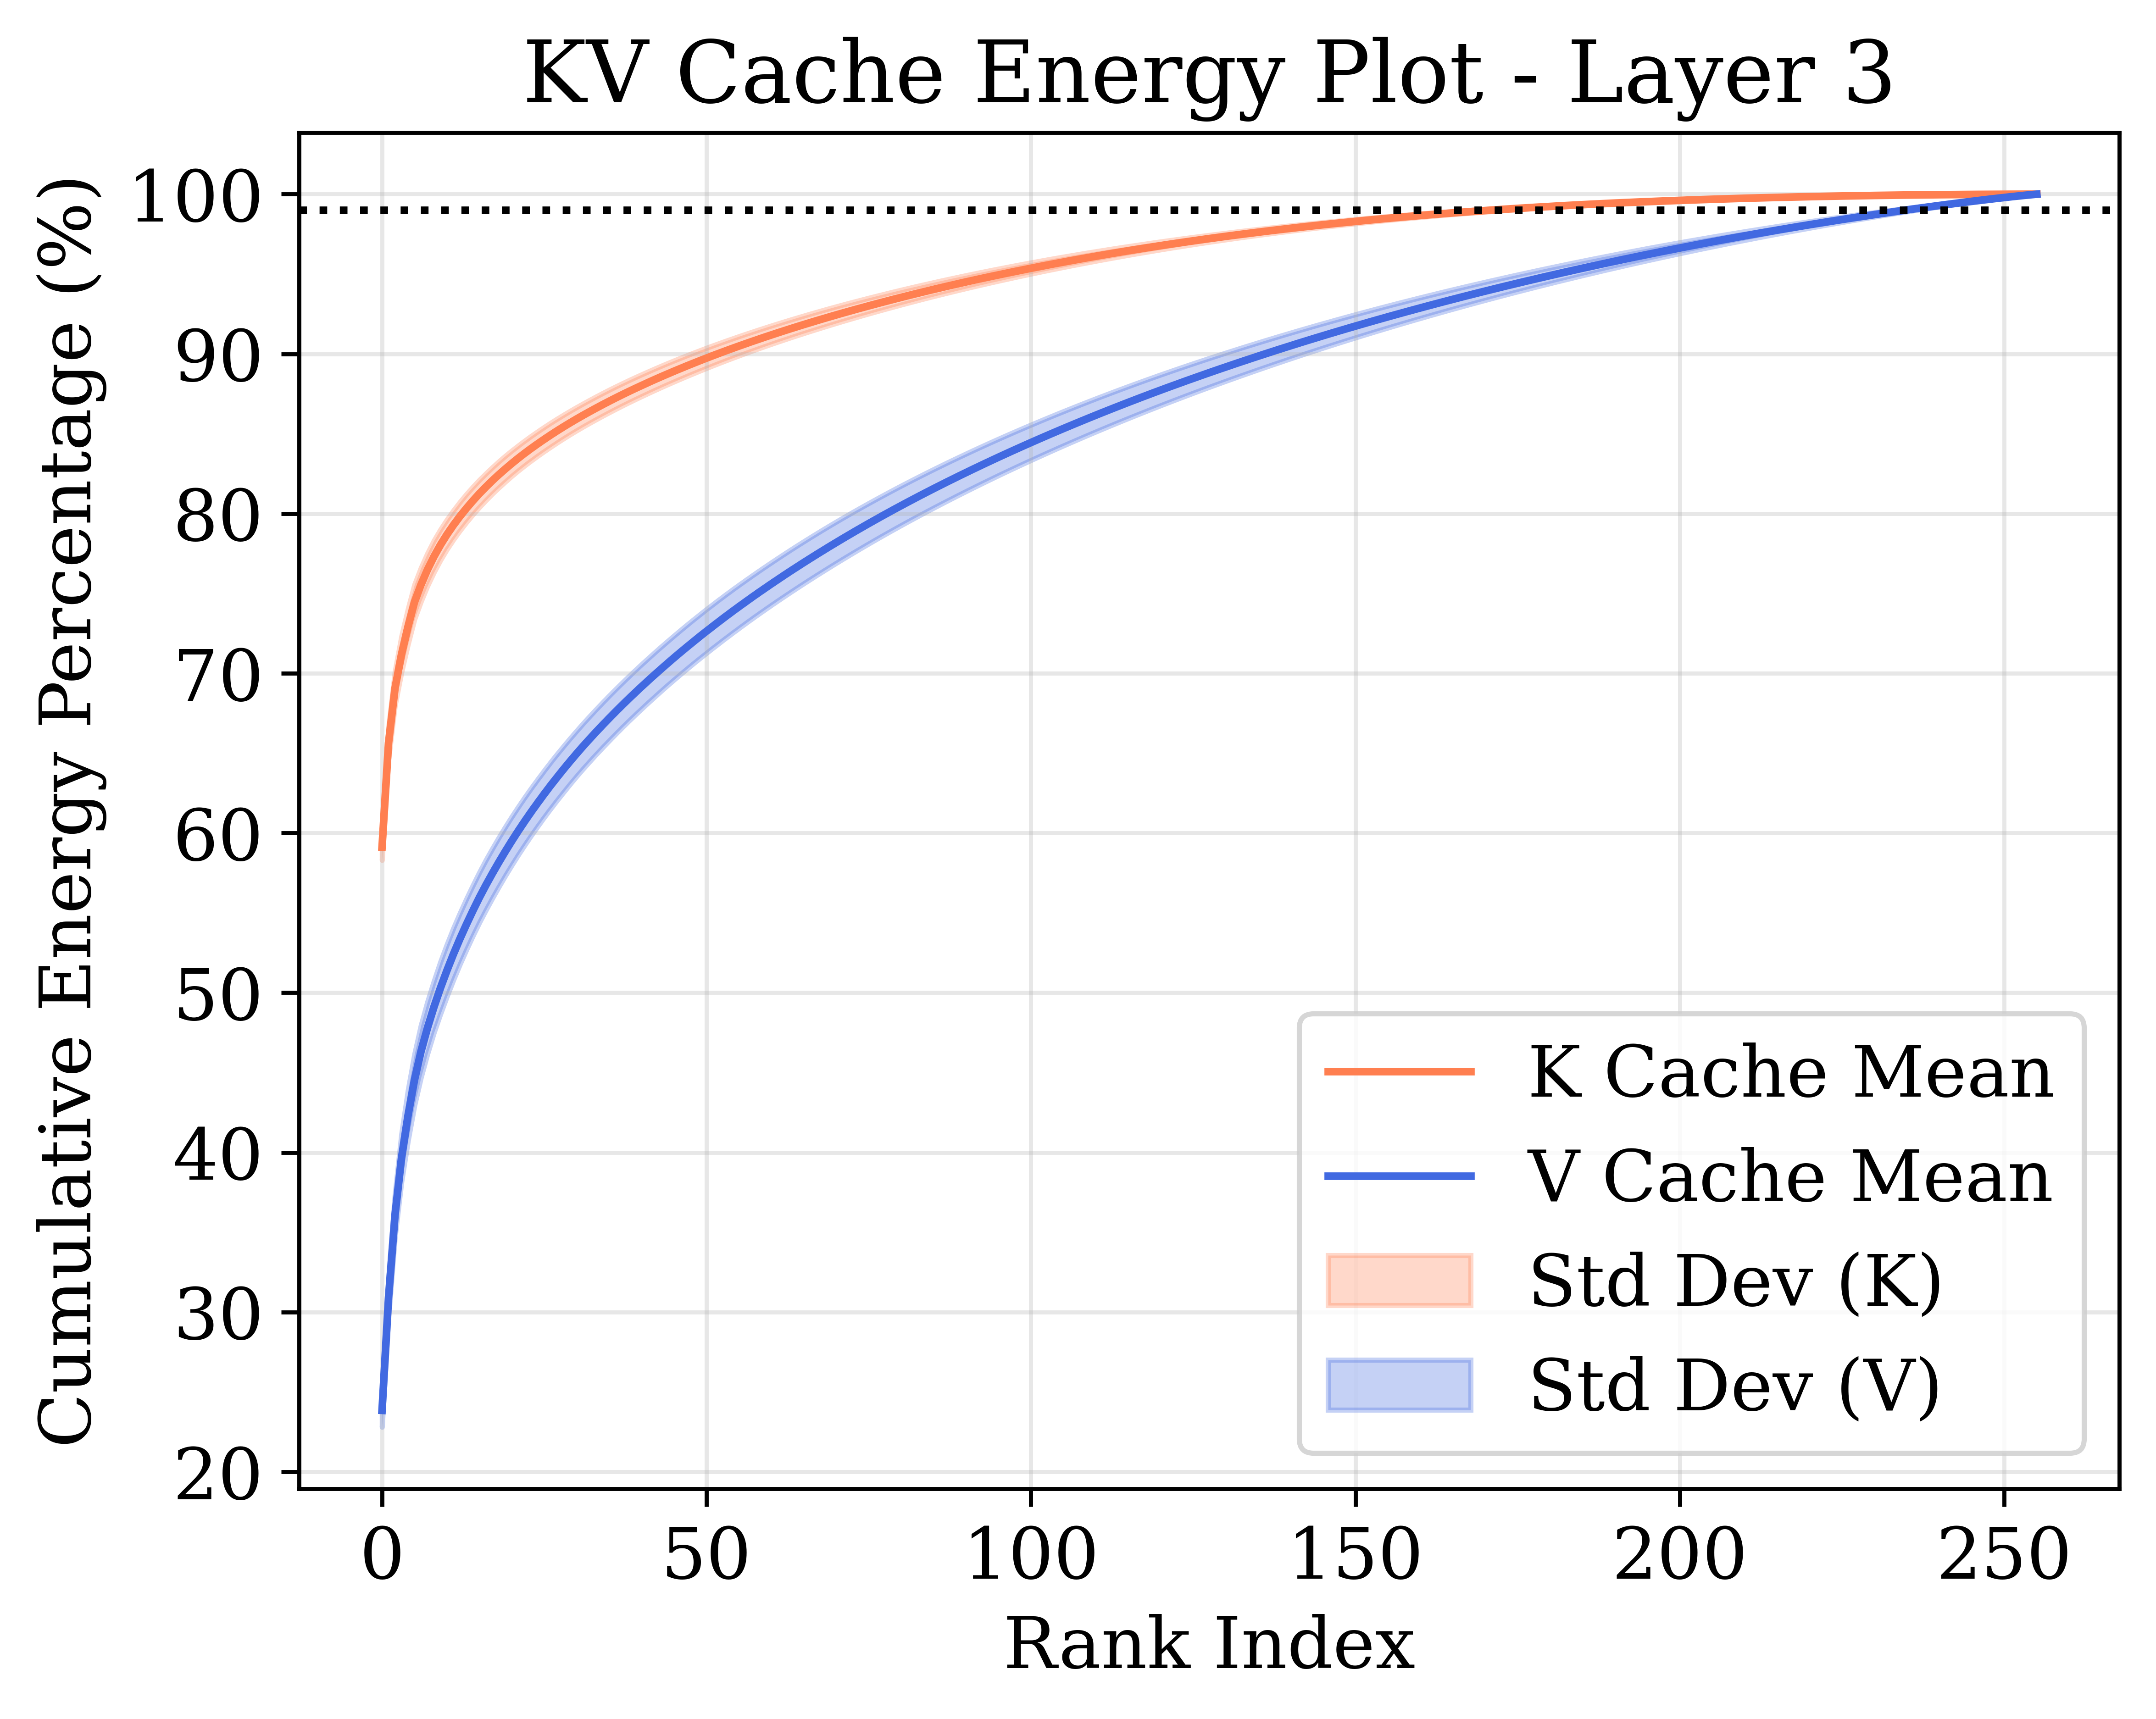 KV Cache Energy Plot - Layer 3
Cumulative Energy Percentage (%)
100
90
80
70
60
50
40
30
20
K Cache Mean
V Cache Mean
Std Dev (K)
Std Dev (V)
0 50 100 150 200 250
Rank Index